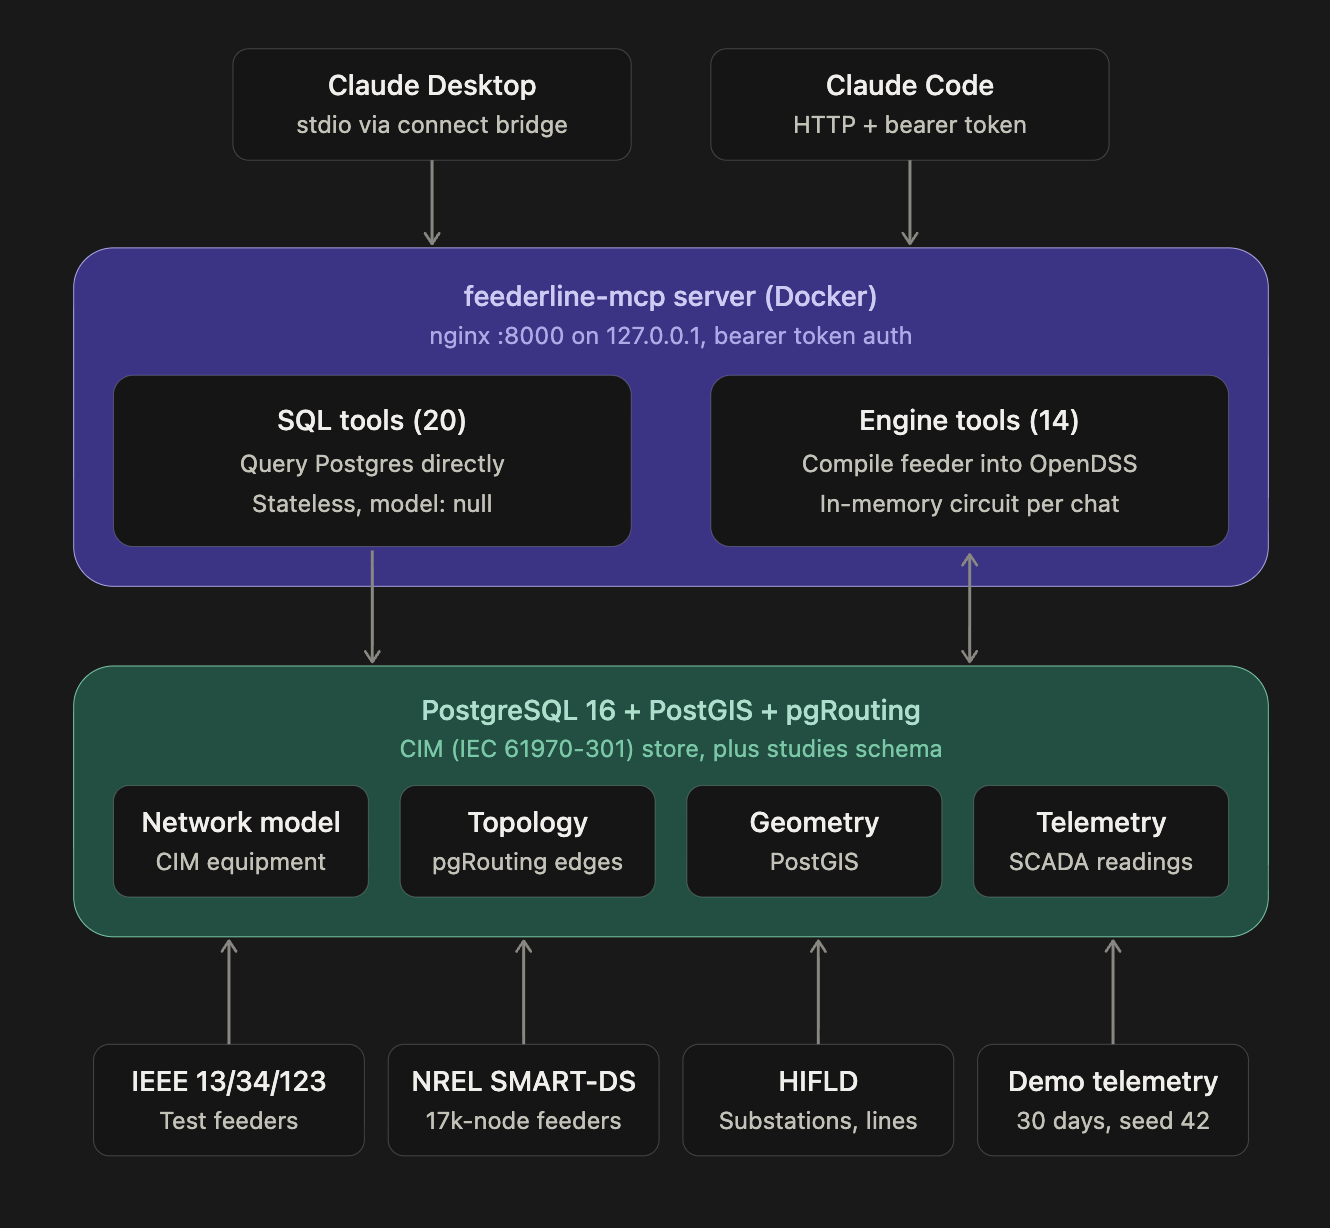 Claude Desktop
stdio via connect bridge
Claude Code
HTTP + bearer token
feederline-mcp server (Docker)
nginx :8000 on 127.0.0.1, bearer token auth
SQL tools (20)
Query Postgres directly
Stateless, model: null
Engine tools (14)
Compile feeder into OpenDSS
In-memory circuit per chat
PostgreSQL 16 + PostGIS + pgRouting
CIM (IEC 61970-301) store, plus studies schema
Network model
CIM equipment
Topology
pgRouting edges
Geometry
PostGIS
Telemetry
SCADA readings
IEEE 13/34/123
Test feeders
NREL SMART-DS
17k-node feeders
HIFLD
Substations, lines
Demo telemetry
30 days, seed 42